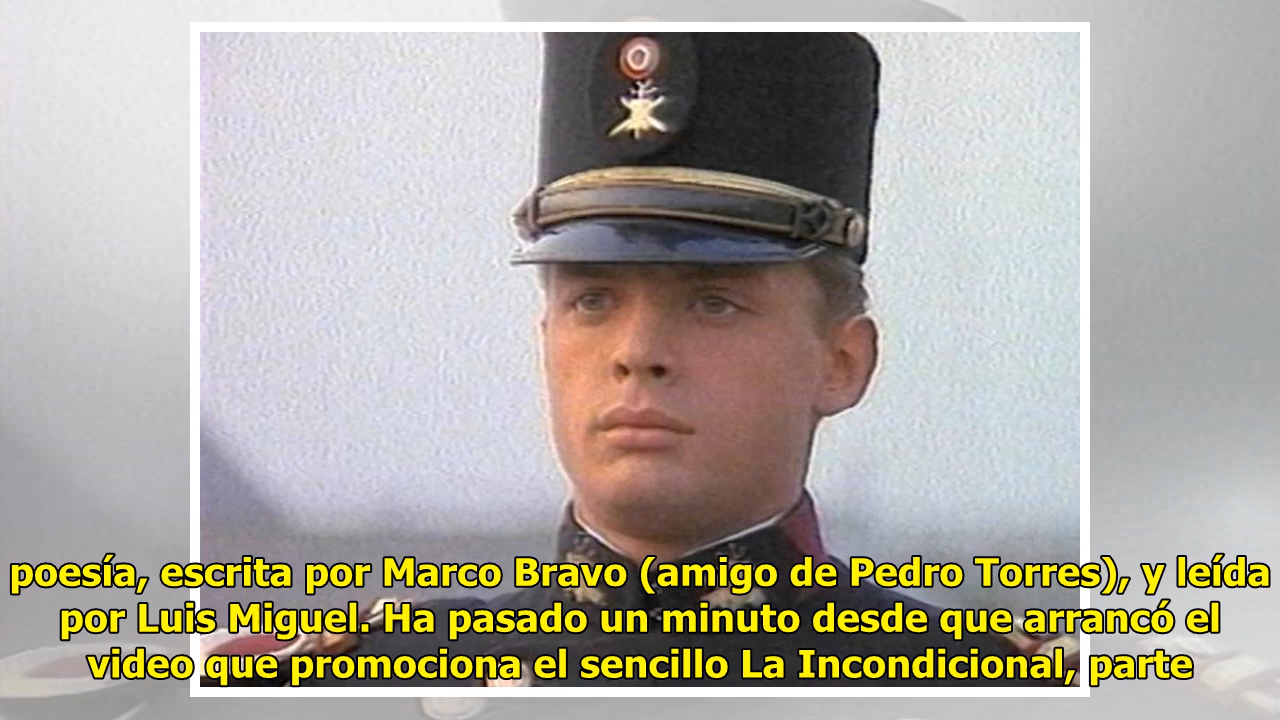 poesía, escrita por Marco Bravo (amigo de Pedro Torres), y leída
por Luis Miguel. Ha pasado un minuto desde que arrancó el
video que promociona el sencillo La Incondicional, parte